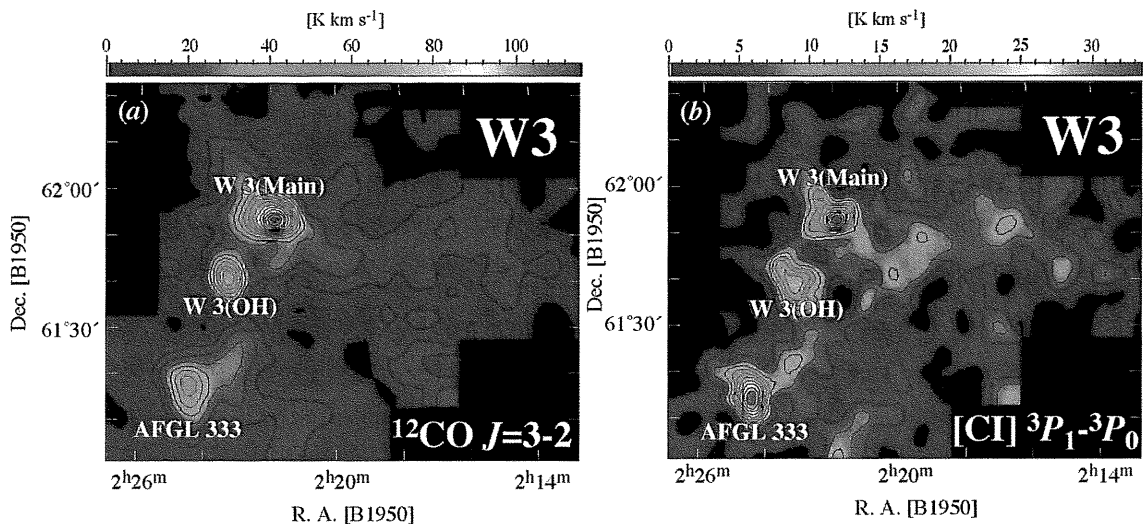 [K km s⁻¹]
0 20 40 60 80 100
(a)
W3
W 3(Main)
W 3(OH)
AFGL 333
¹²CO J=3-2
62°00′
61°30′
Dec. [B1950]
2ʰ26ᵐ 2ʰ20ᵐ 2ʰ14ᵐ
R. A. [B1950]
[K km s⁻¹]
0 5 10 15 20 25 30
(b)
W3
W 3(Main)
W 3(OH)
AFGL 333
[CI] ³P₁-³P₀
62°00′
61°30′
Dec. [B1950]
2ʰ26ᵐ 2ʰ20ᵐ 2ʰ14ᵐ
R. A. [B1950]